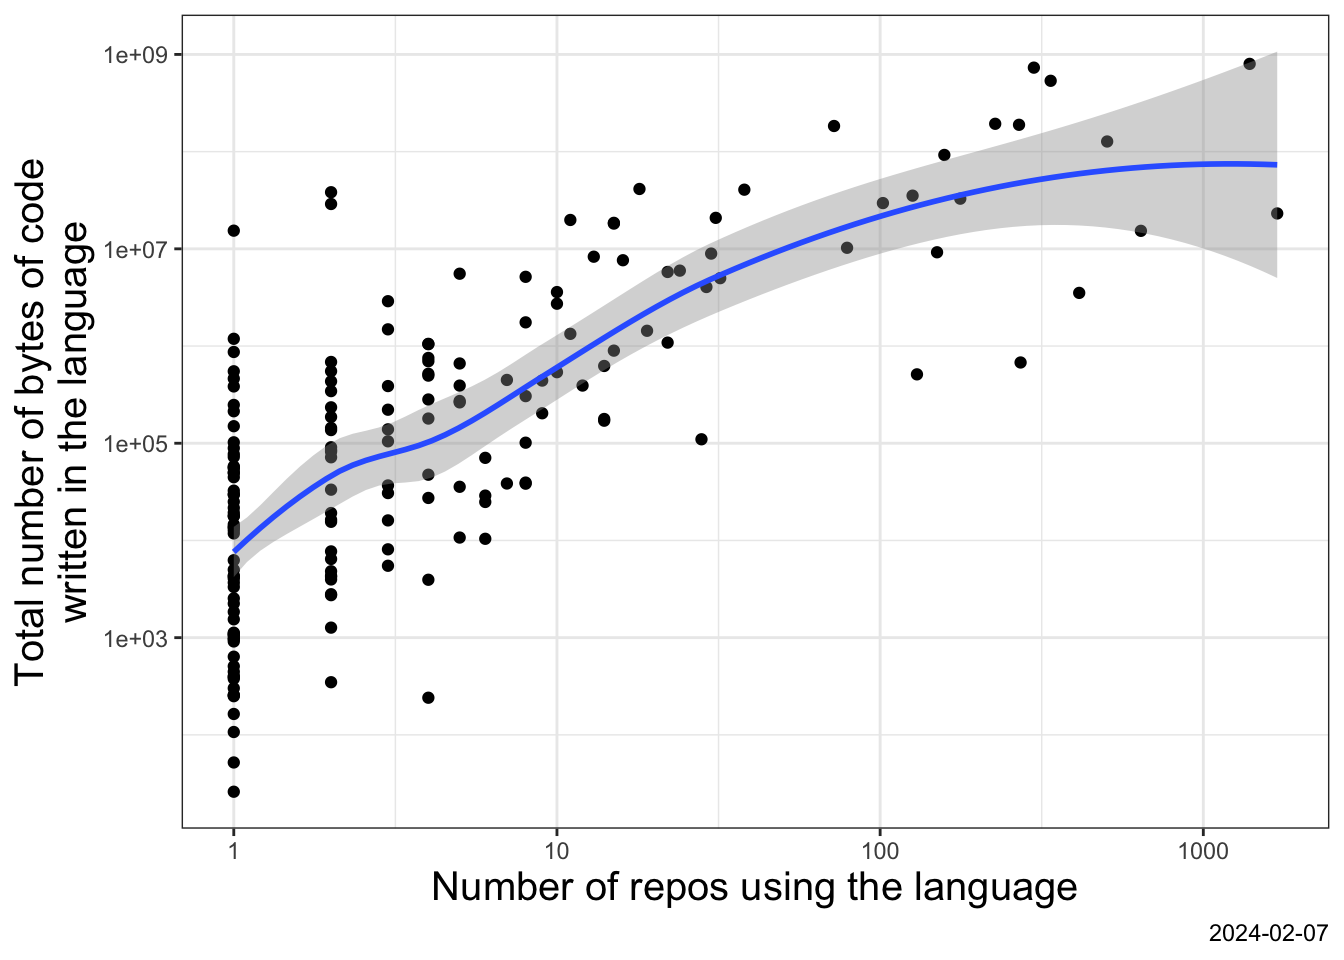 Total number of bytes of code
written in the language
1e+09
1e+07
1e+05
1e+03
1
10
100
1000
Number of repos using the language
2024-02-07